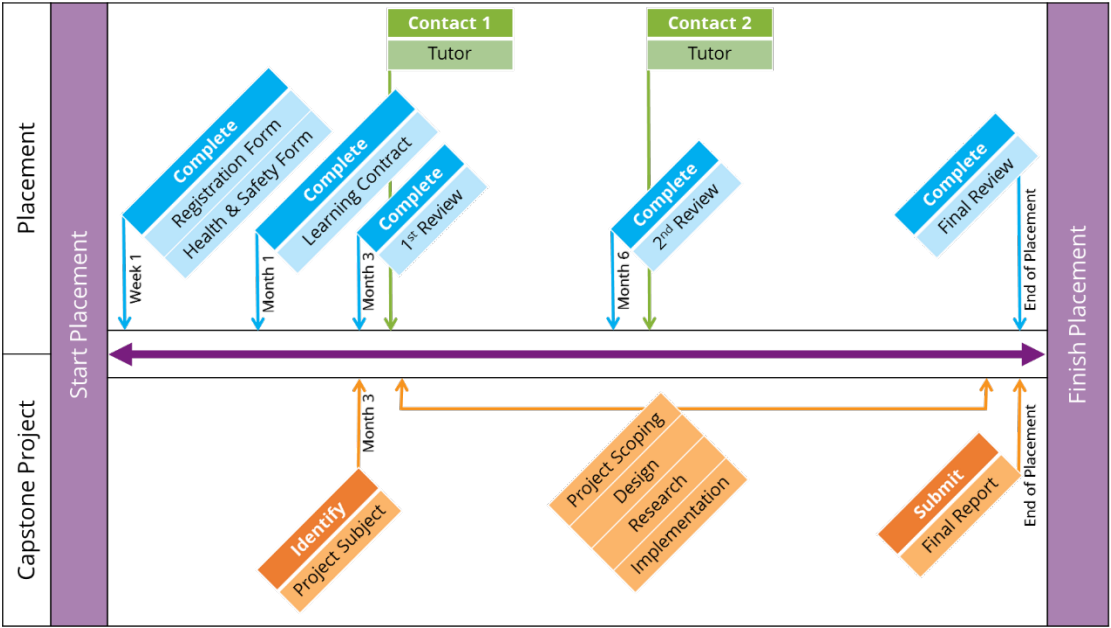 Placement
Capstone Project
Start Placement
Finish Placement
Contact 1
Tutor
Contact 2
Tutor
Complete
Registration Form
Health & Safety Form
Week 1
Complete
Learning Contract
Month 1
Complete
1st Review
Month 3
Complete
2nd Review
Month 6
Complete
Final Review
End of Placement
Month 3
Identify
Project Subject
Project Scoping
Design
Research
Implementation
Submit
Final Report
End of Placement